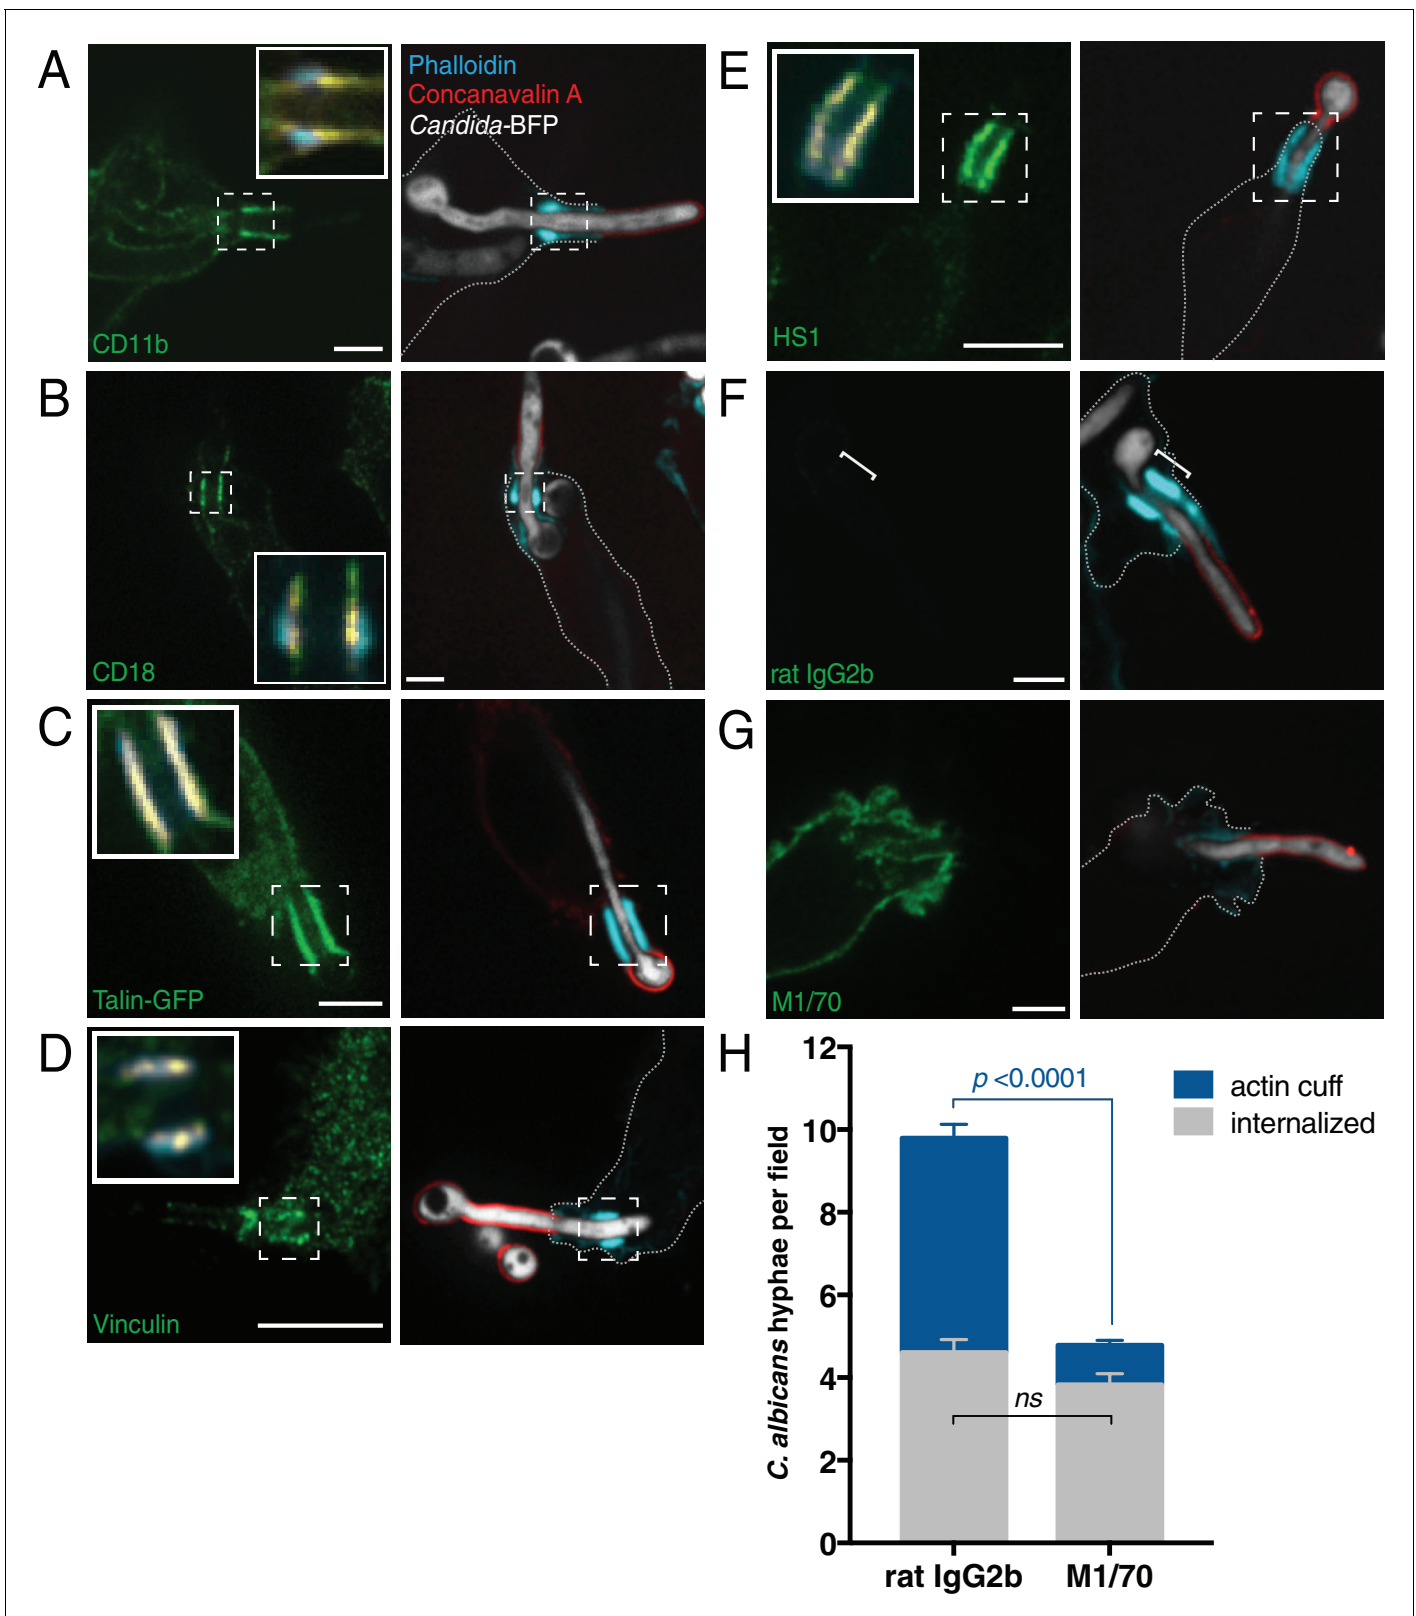 A
Phalloidin
Concanavalin A
Candida-BFP
CD11b
B
CD18
C
Talin-GFP
D
Vinculin
E
HS1
F
rat IgG2b
G
M1/70
H
C. albicans hyphae per field
12
10
8
6
4
2
0
p <0.0001
ns
actin cuff
internalized
rat IgG2b
M1/70